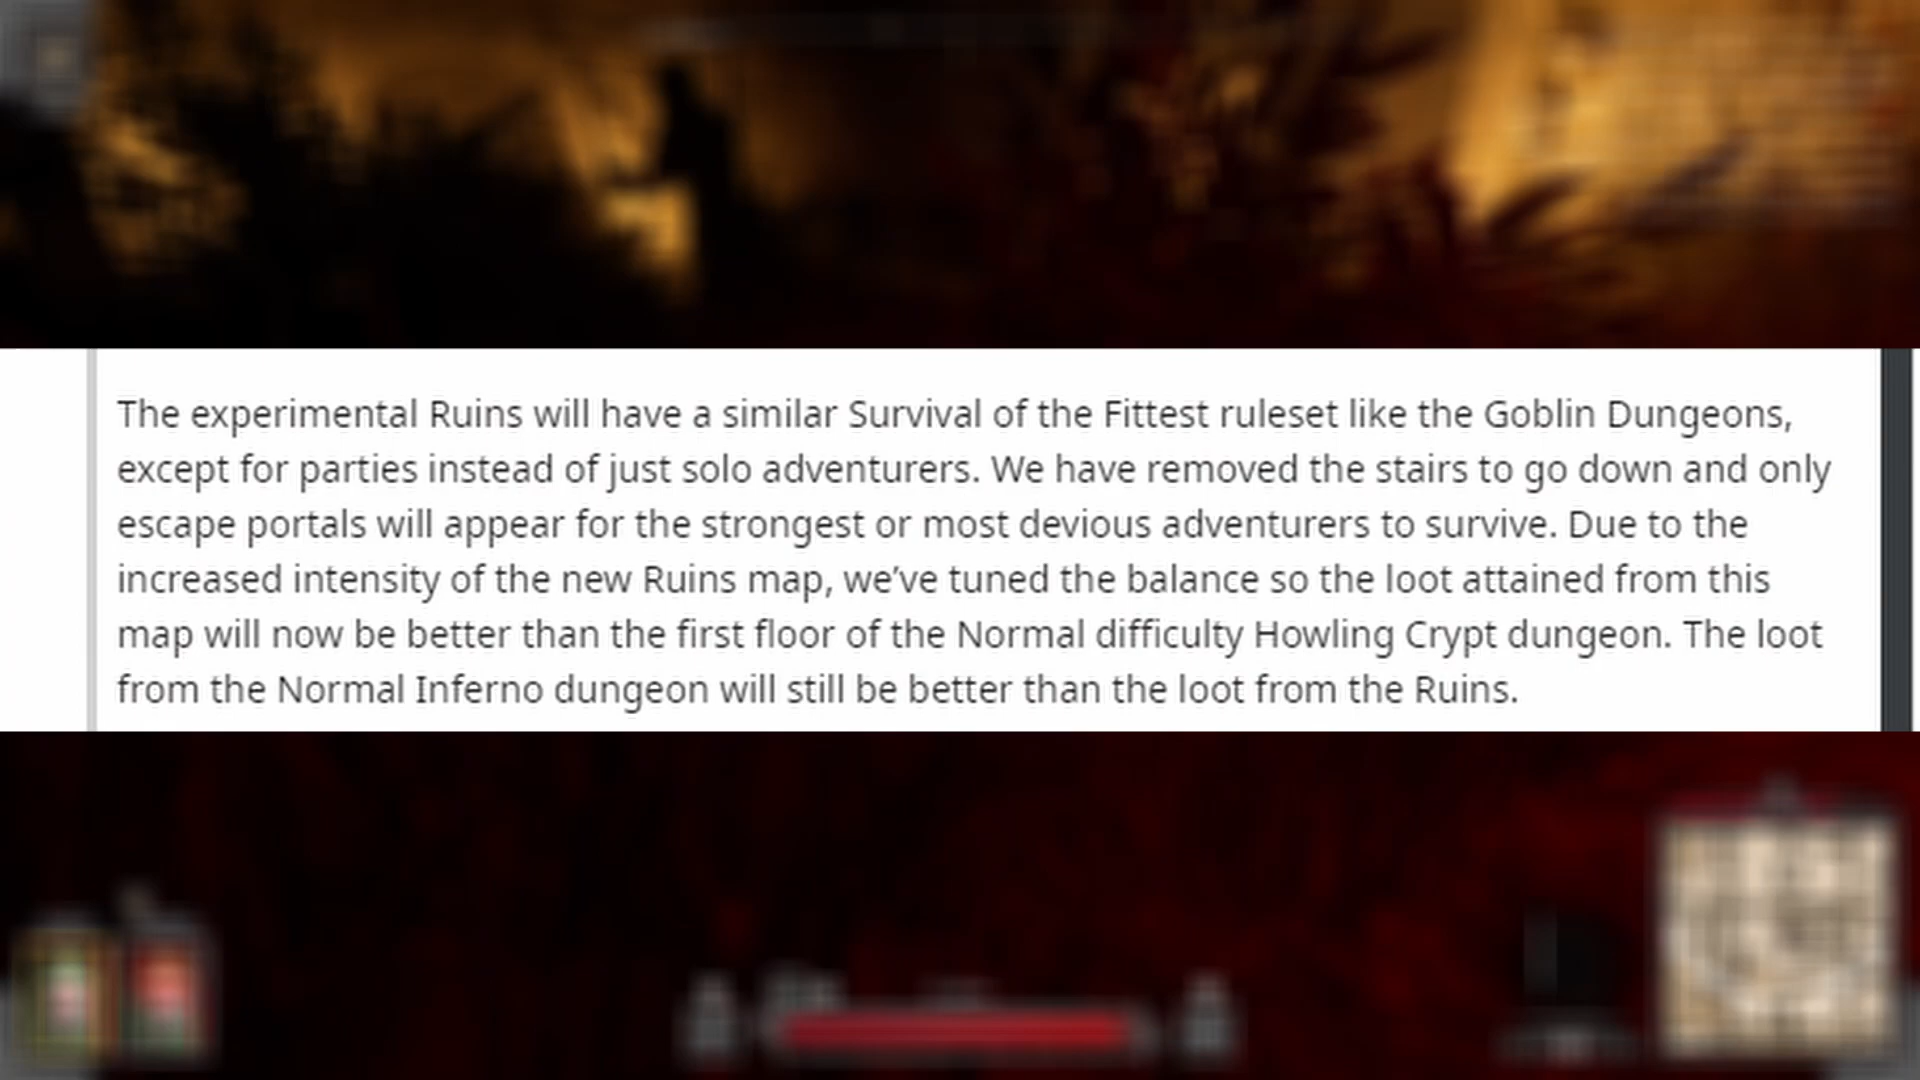 The experimental Ruins will have a similar Survival of the Fittest ruleset like the Goblin Dungeons,
except for parties instead of just solo adventurers. We have removed the stairs to go down and only
escape portals will appear for the strongest or most devious adventurers to survive. Due to the
increased intensity of the new Ruins map, we’ve tuned the balance so the loot attained from this
map will now be better than the first floor of the Normal difficulty Howling Crypt dungeon. The loot
from the Normal Inferno dungeon will still be better than the loot from the Ruins.